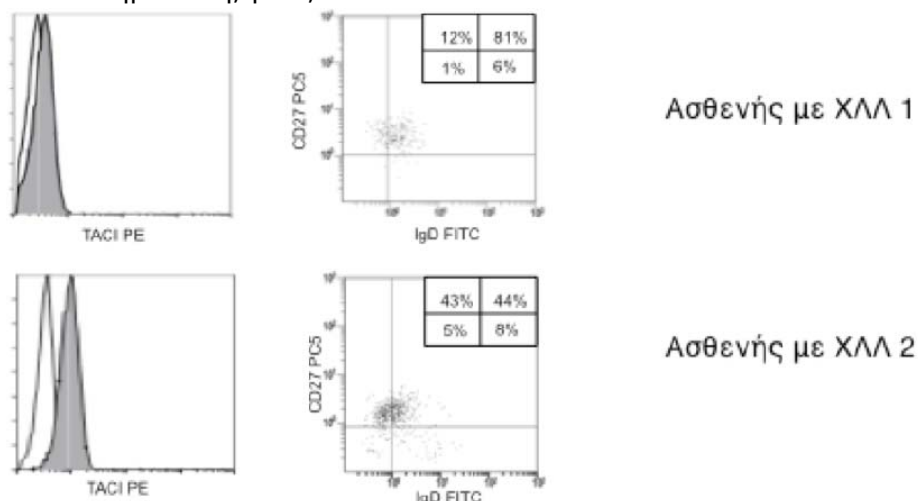 12% 81%
1% 6%
CD27 PC5
TACI PE
IgD FITC
Ασθενής με ΧΛΛ 1
43% 44%
5% 8%
CD27 PC5
TACI PE
IgD FITC
Ασθενής με ΧΛΛ 2